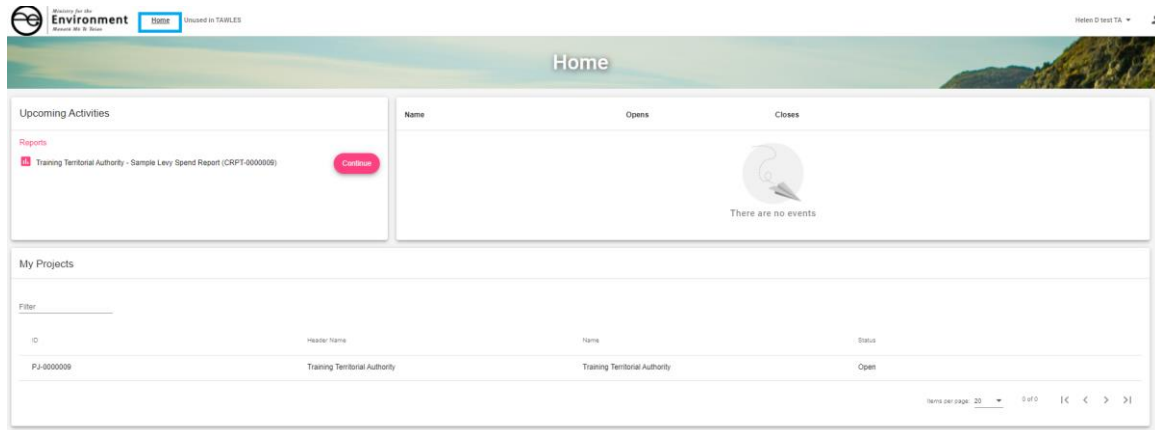 Ministry for the
Environment
Manatū Mō Te Taiao
Home
Unused in TAWLES
Helen D test TA
Home
Upcoming Activities
Reports
Training Territorial Authority - Sample Levy Spend Report (CRPT-0000009)
Continue
Name Opens Closes
There are no events
My Projects
Filter
ID Header Name Name Status
PJ-0000009 Training Territorial Authority Training Territorial Authority Open
Items per page: 20 0 of 0